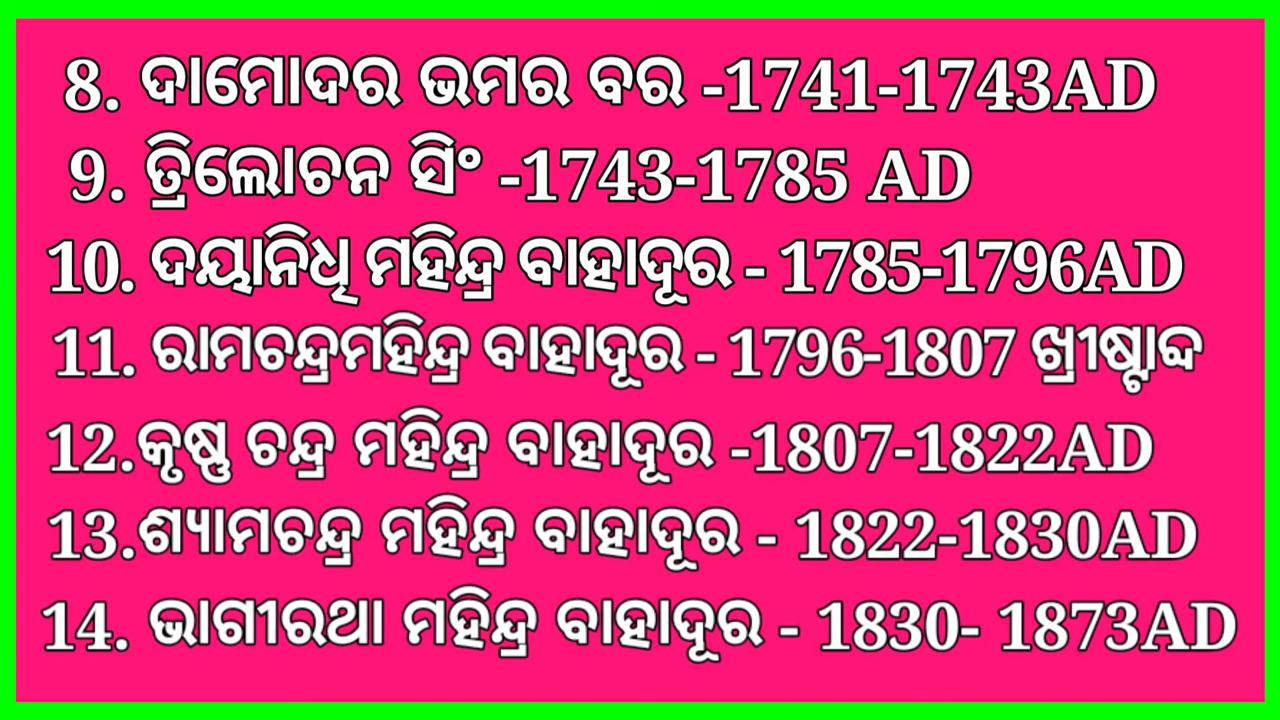 8. ଦାମୋଦର ଭମର ବର -1741-1743AD
9. ତ୍ରିଲୋଚନ ସିଂ -1743-1785 AD
10. ଦୟାନିଧି ମହିନ୍ଦ୍ର ବାହାଦୂର - 1785-1796AD
11. ରାମଚନ୍ଦ୍ରମହିନ୍ଦ୍ର ବାହାଦୂର - 1796-1807 ଖ୍ରୀଷ୍ଟାବ୍ଦ
12.କୃଷ୍ଣ ଚନ୍ଦ୍ର ମହିନ୍ଦ୍ର ବାହାଦୂର -1807-1822AD
13.ଶ୍ୟାମଚନ୍ଦ୍ର ମହିନ୍ଦ୍ର ବାହାଦୂର - 1822-1830AD
14. ଭାଗୀରଥା ମହିନ୍ଦ୍ର ବାହାଦୂର - 1830- 1873AD